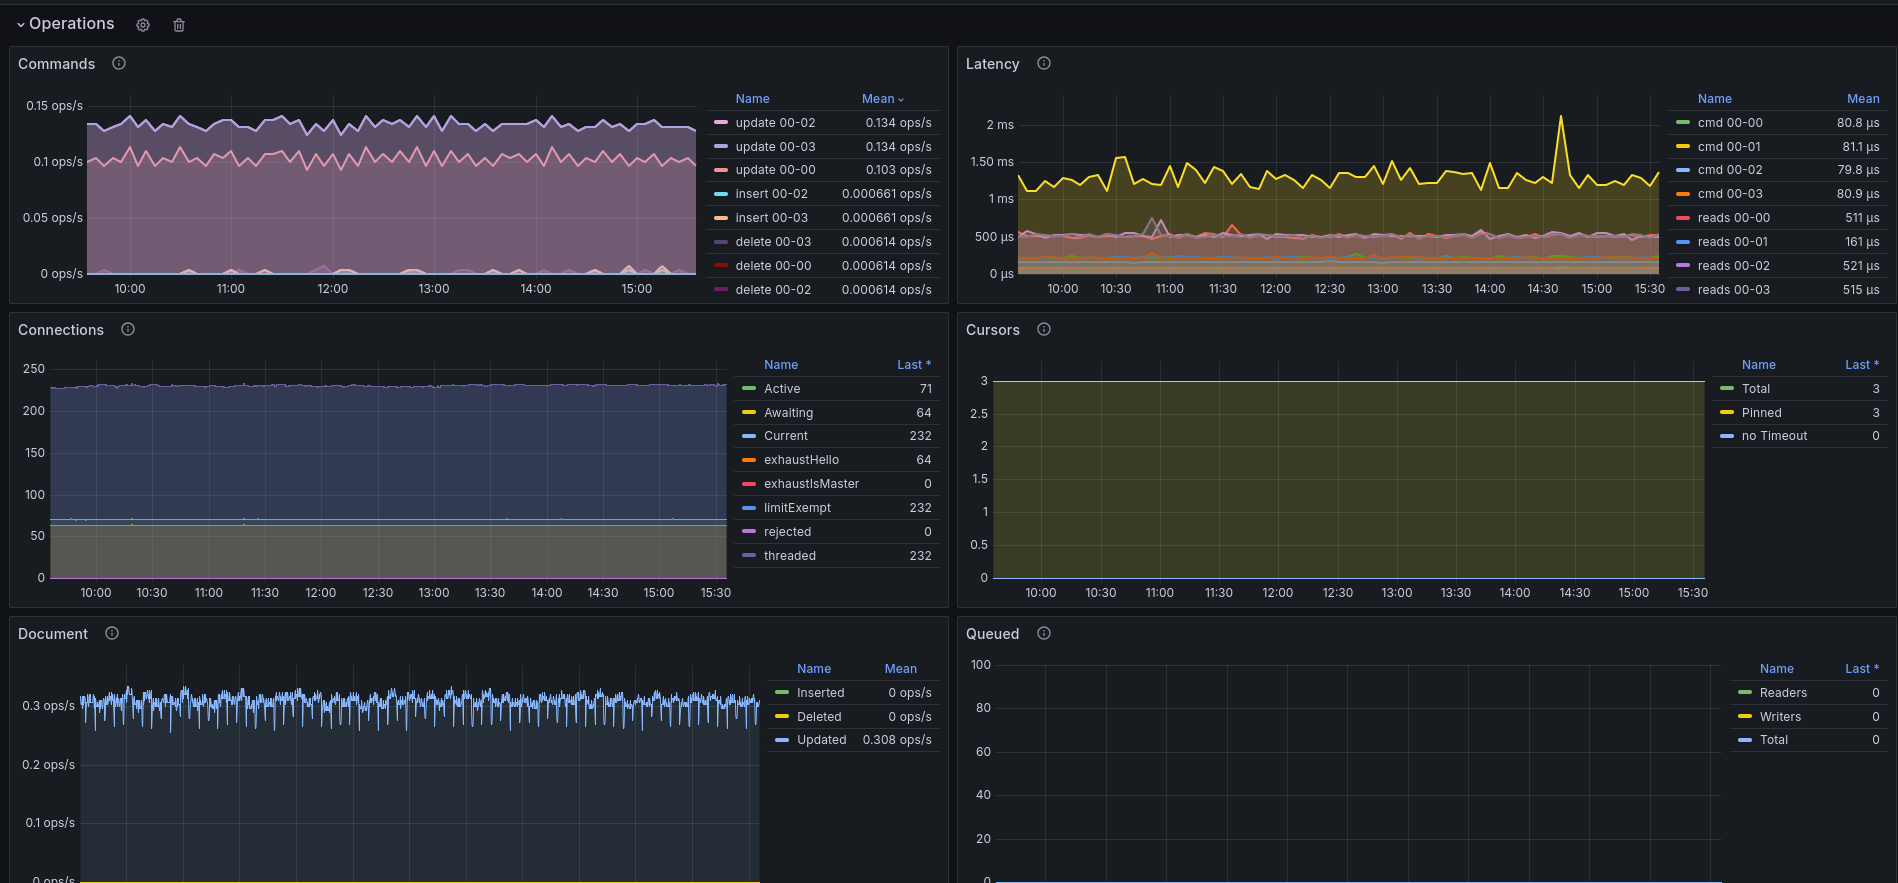 Operations
Commands
0.15 ops/s
0.1 ops/s
0.05 ops/s
0 ops/s
10:00 11:00 12:00 13:00 14:00 15:00
Name Mean
update 00-02 0.134 ops/s
update 00-03 0.134 ops/s
update 00-00 0.103 ops/s
insert 00-02 0.000661 ops/s
insert 00-03 0.000661 ops/s
delete 00-03 0.000614 ops/s
delete 00-00 0.000614 ops/s
delete 00-02 0.000614 ops/s
Latency
2 ms
1.50 ms
1 ms
500 µs
0 µs
10:00 10:30 11:00 11:30 12:00 12:30 13:00 13:30 14:00 14:30 15:00 15:30
Name Mean
cmd 00-00 80.8 µs
cmd 00-01 81.1 µs
cmd 00-02 79.8 µs
cmd 00-03 80.9 µs
reads 00-00 511 µs
reads 00-01 161 µs
reads 00-02 521 µs
reads 00-03 515 µs
Connections
250
200
150
100
50
0
10:00 10:30 11:00 11:30 12:00 12:30 13:00 13:30 14:00 14:30 15:00 15:30
Name Last *
Active 71
Awaiting 64
Current 232
exhaustHello 64
exhaustIsMaster 0
limitExempt 232
rejected 0
threaded 232
Cursors
3
2.5
2
1.5
1
0.5
0
10:00 10:30 11:00 11:30 12:00 12:30 13:00 13:30 14:00 14:30 15:00 15:30
Name Last *
Total 3
Pinned 3
no Timeout 0
Document
0.3 ops/s
0.2 ops/s
0.1 ops/s
0 ops/s
Name Mean
Inserted 0 ops/s
Deleted 0 ops/s
Updated 0.308 ops/s
Queued
100
80
60
40
20
0
Name Last *
Readers 0
Writers 0
Total 0